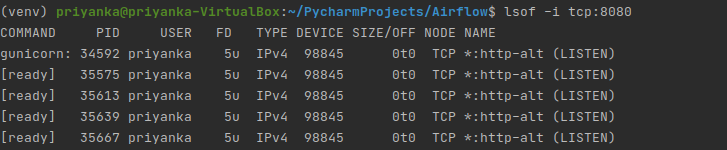 (venv) priyanka@priyanka-VirtualBox:~/PycharmProjects/Airflow$ lsof -i tcp:8080
COMMAND     PID     USER   FD   TYPE DEVICE SIZE/OFF NODE NAME
gunicorn: 34592 priyanka    5u  IPv4  98845      0t0  TCP *:http-alt (LISTEN)
[ready]   35575 priyanka    5u  IPv4  98845      0t0  TCP *:http-alt (LISTEN)
[ready]   35613 priyanka    5u  IPv4  98845      0t0  TCP *:http-alt (LISTEN)
[ready]   35639 priyanka    5u  IPv4  98845      0t0  TCP *:http-alt (LISTEN)
[ready]   35667 priyanka    5u  IPv4  98845      0t0  TCP *:http-alt (LISTEN)